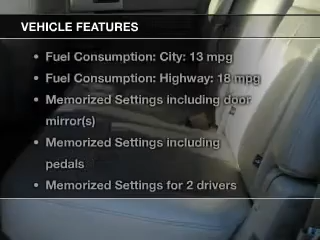 VEHICLE FEATURES
• Fuel Consumption: City: 13 mpg
• Fuel Consumption: Highway: 18 mpg
• Memorized Settings including door
mirror(s)
• Memorized Settings including
pedals
• Memorized Settings for 2 drivers